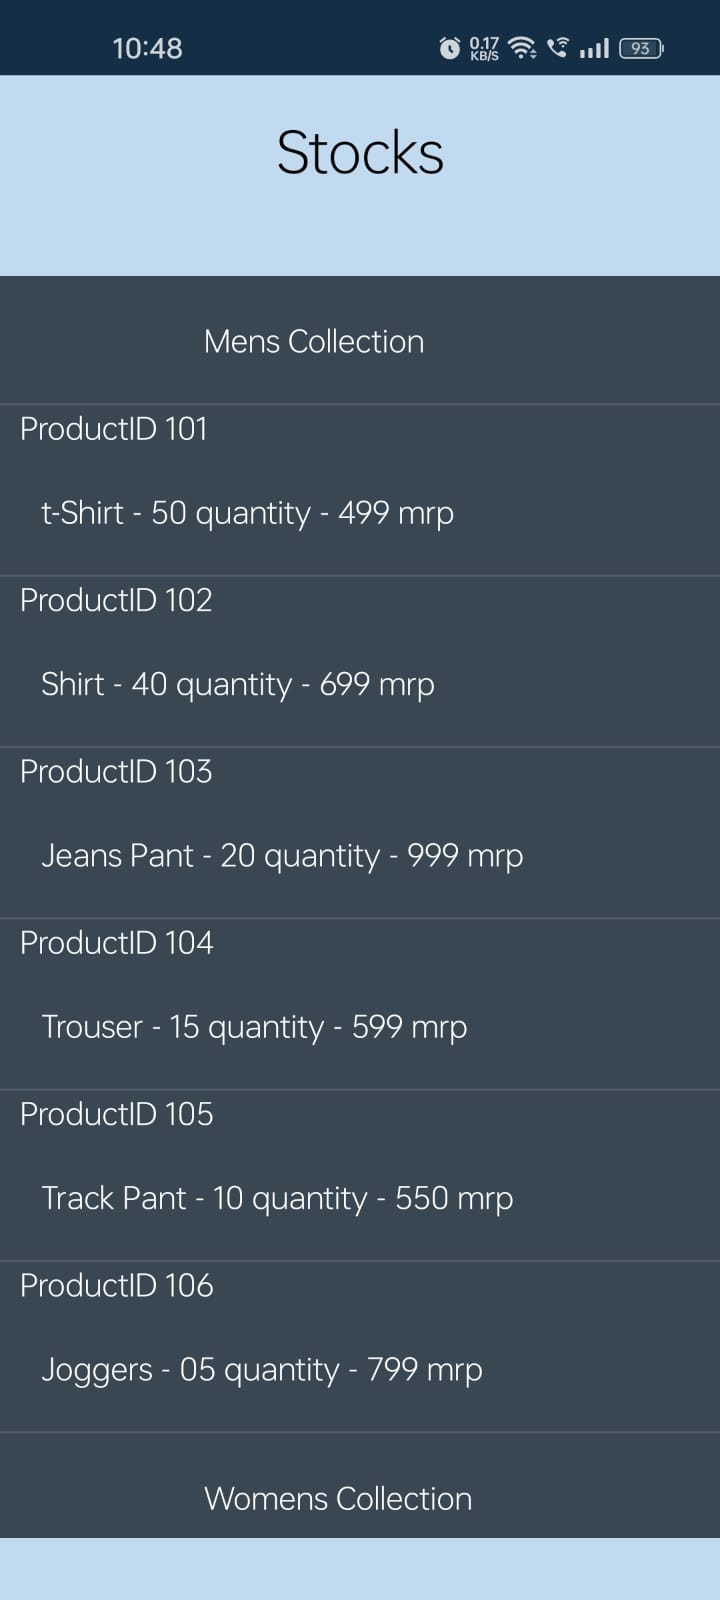 10:48
0.17
KB/S
93
Stocks
Mens Collection
ProductID 101
t-Shirt - 50 quantity - 499 mrp
ProductID 102
Shirt - 40 quantity - 699 mrp
ProductID 103
Jeans Pant - 20 quantity - 999 mrp
ProductID 104
Trouser - 15 quantity - 599 mrp
ProductID 105
Track Pant - 10 quantity - 550 mrp
ProductID 106
Joggers - 05 quantity - 799 mrp
Womens Collection